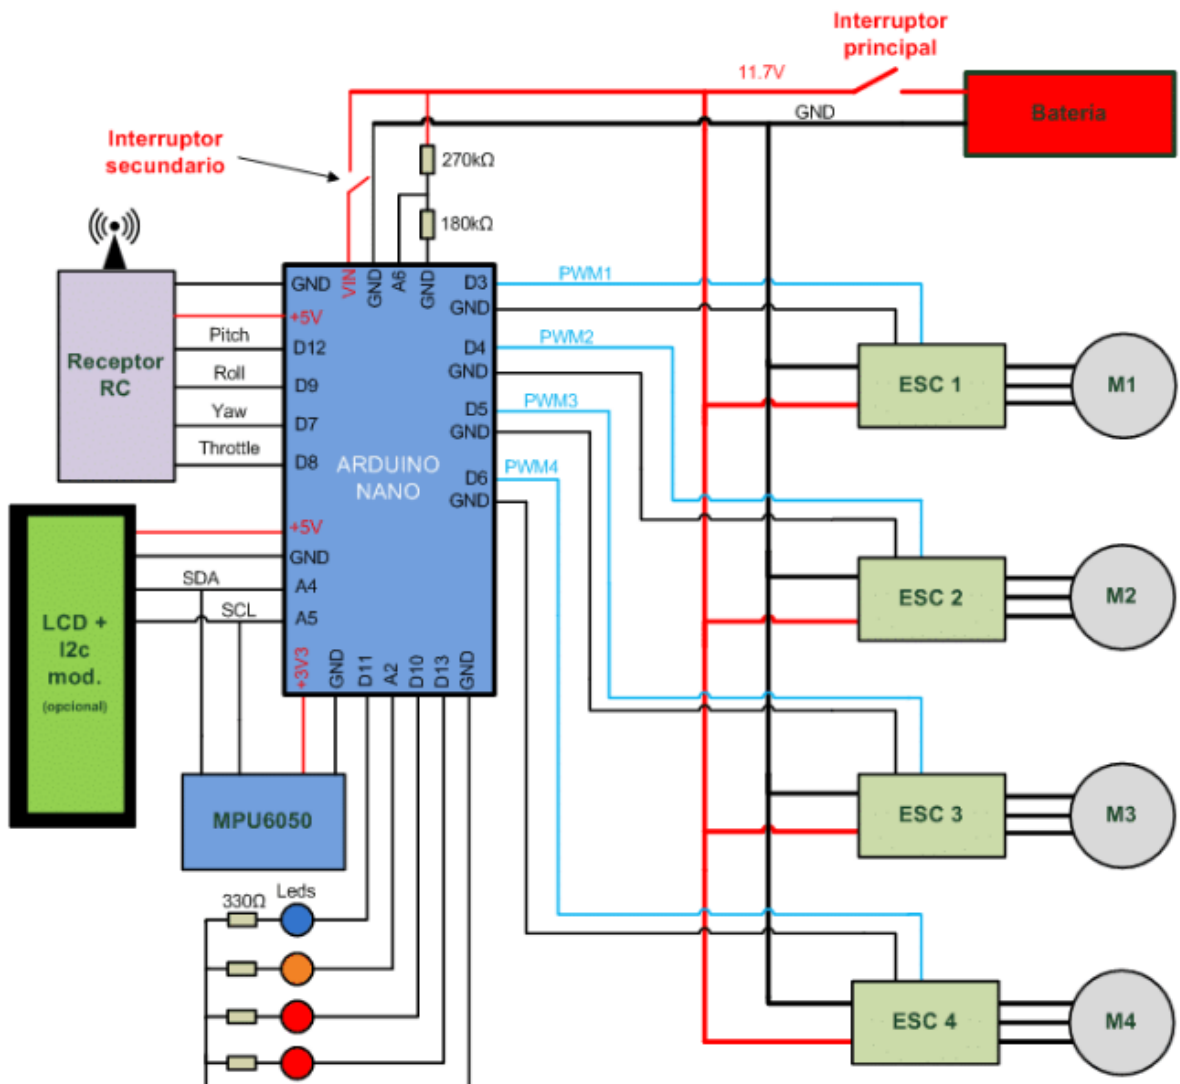 Interruptor
principal
11.7V
GND
Bateria
Interruptor
secundario
270kΩ
180kΩ
VIN
GND
A6
GND
GND
+5V
D12
D9
D7
D8
+5V
GND
A4
A5
Pitch
Roll
Yaw
Throttle
Receptor
RC
ARDUINO
NANO
D3
GND
D4
GND
D5
GND
D6
GND
PWM1
PWM2
PWM3
PWM4
ESC 1
M1
ESC 2
M2
ESC 3
M3
ESC 4
M4
LCD +
I2c
mod.
(opcional)
SDA
SCL
+3V3
GND
D11
A2
D10
D13
GND
MPU6050
330Ω
Leds